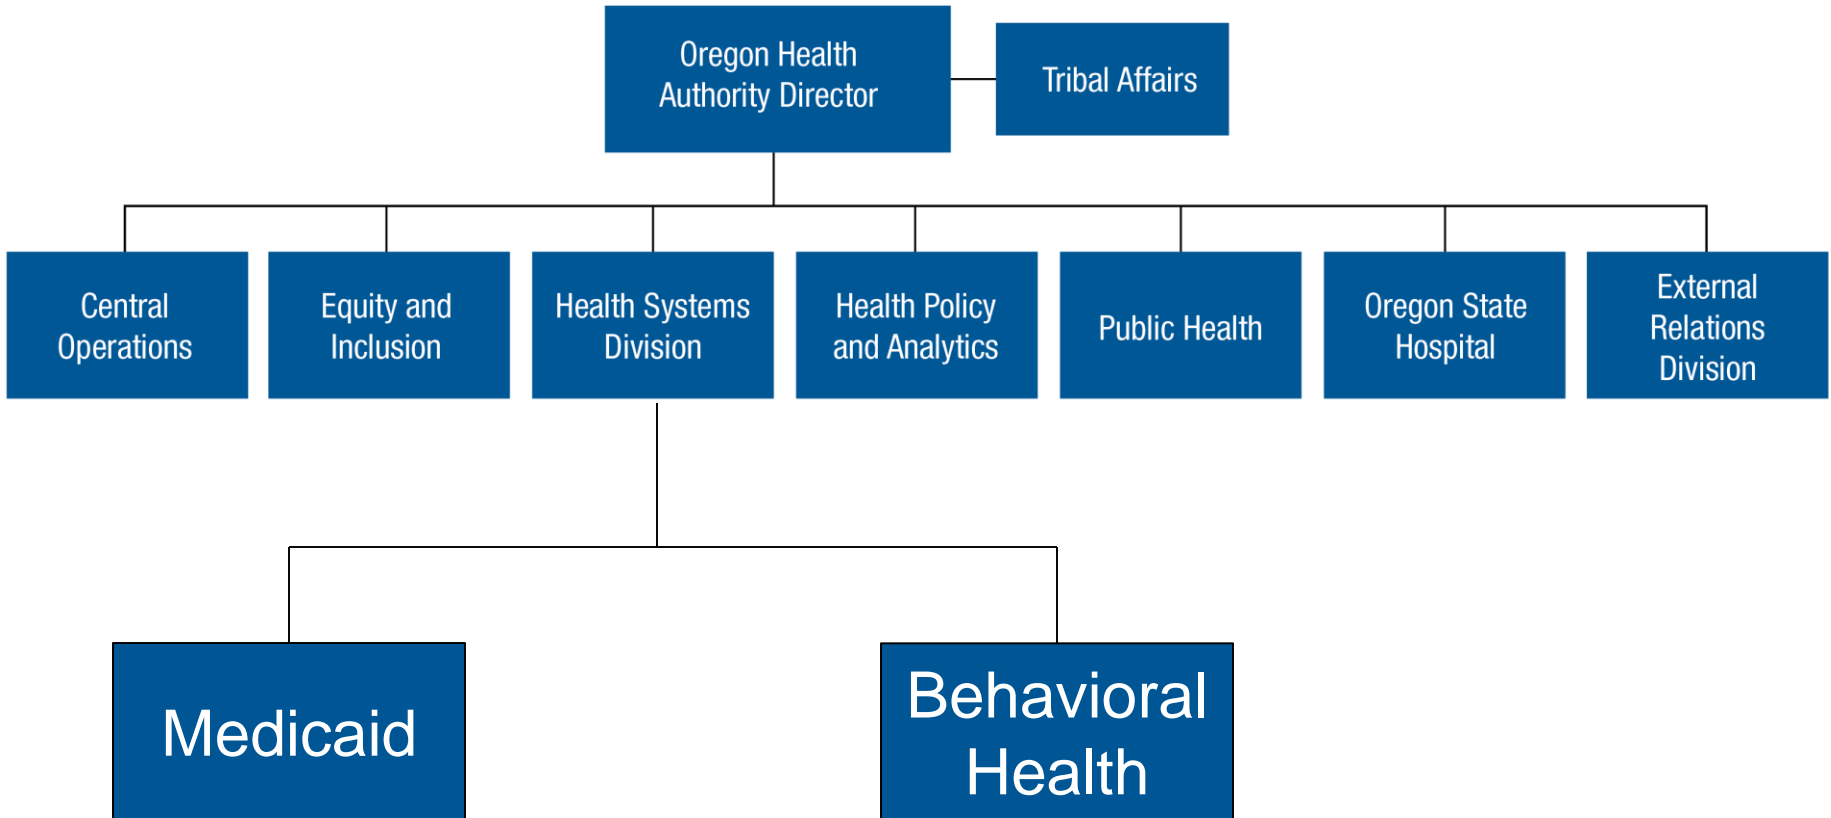 Oregon Health
Authority Director
Tribal Affairs
Central
Operations
Equity and
Inclusion
Health Systems
Division
Health Policy
and Analytics
Public Health
Oregon State
Hospital
External
Relations
Division
Medicaid
Behavioral
Health